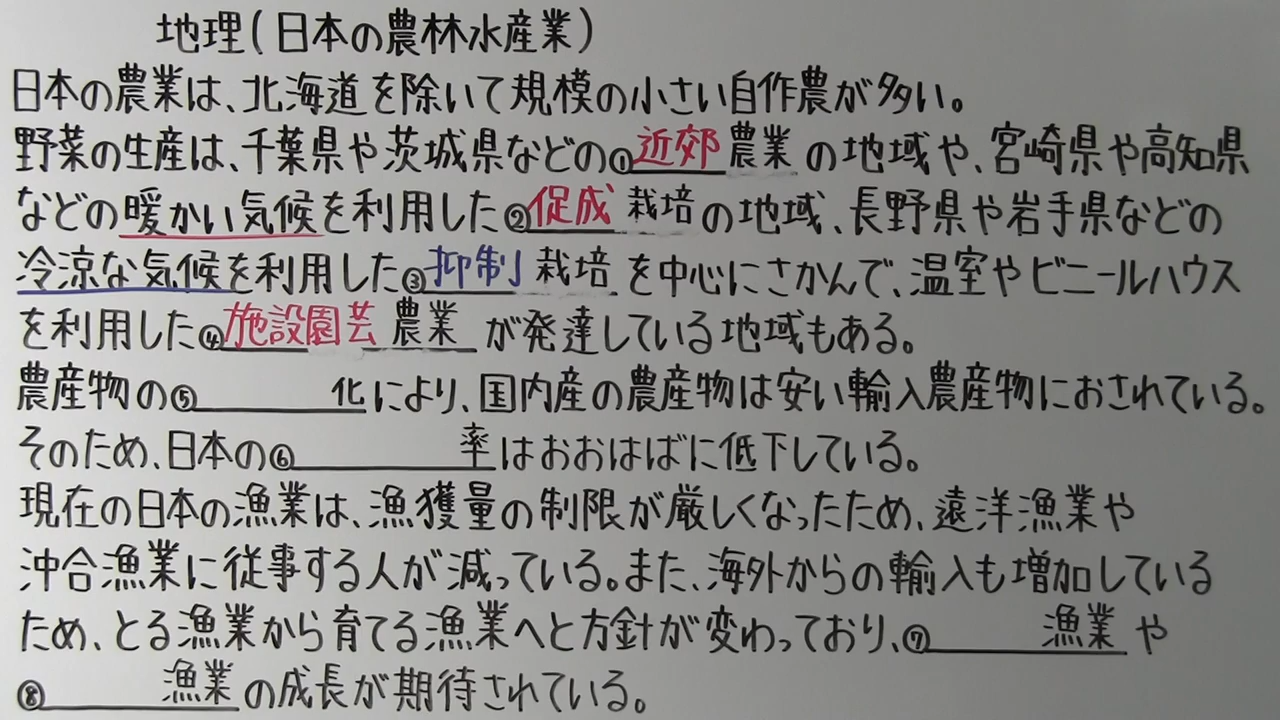 地理(日本の農林水産業)
日本の農業は、北海道を除いて規模の小さい自作農が多い。
野菜の生産は、千葉県や茨城県などの①近郊農業の地域や、宮崎県や高知県
などの暖かい気候を利用した②促成栽培の地域、長野県や岩手県などの
冷涼な気候を利用した③抑制栽培を中心にさかんで、温室やビニールハウス
を利用した④施設園芸農業が発達している地域もある。
農産物の⑤　　　化により、国内産の農産物は安い輸入農産物におされている。
そのため、日本の⑥　　　率はおおはばに低下している。
現在の日本の漁業は、漁獲量の制限が厳しくなったため、遠洋漁業や
沖合漁業に従事する人が減っている。また、海外からの輸入も増加している
ため、とる漁業から育てる漁業へと方針が変わっており、⑦　　　漁業や
⑧　　　漁業の成長が期待されている。